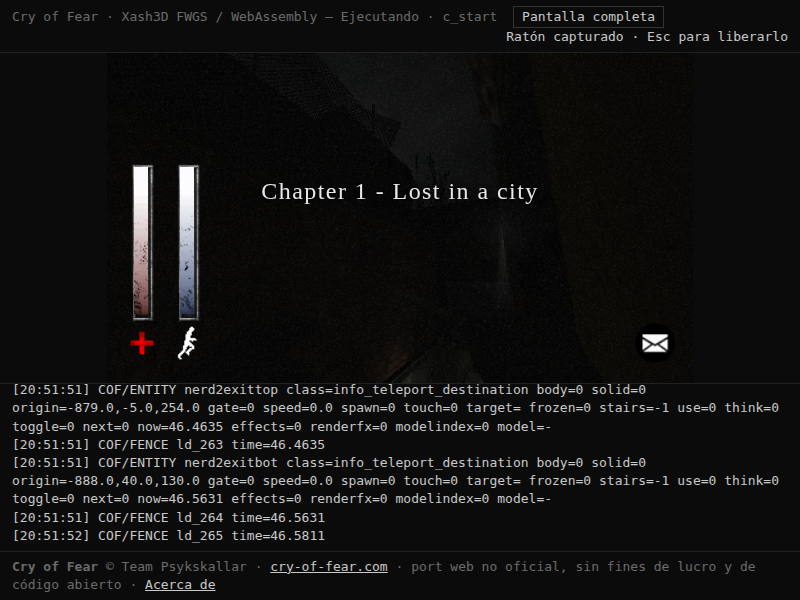 Cry of Fear · Xash3D FWGS / WebAssembly — Ejecutando · c_start
Pantalla completa
Ratón capturado · Esc para liberarlo
Chapter 1 - Lost in a city
[20:51:51] COF/ENTITY nerd2exittop class=info_teleport_destination body=0 solid=0
origin=-879.0,-5.0,254.0 gate=0 speed=0.0 spawn=0 touch=0 target= frozen=0 stairs=-1 use=0 think=0
toggle=0 next=0 now=46.4635 effects=0 renderfx=0 modelindex=0 model=-
[20:51:51] COF/FENCE ld_263 time=46.4635
[20:51:51] COF/ENTITY nerd2exitbot class=info_teleport_destination body=0 solid=0
origin=-888.0,40.0,130.0 gate=0 speed=0.0 spawn=0 touch=0 target= frozen=0 stairs=-1 use=0 think=0
toggle=0 next=0 now=46.5631 effects=0 renderfx=0 modelindex=0 model=-
[20:51:51] COF/FENCE ld_264 time=46.5631
[20:51:52] COF/FENCE ld_265 time=46.5811
Cry of Fear © Team Psykskallar · cry-of-fear.com · port web no oficial, sin fines de lucro y de
código abierto · Acerca de